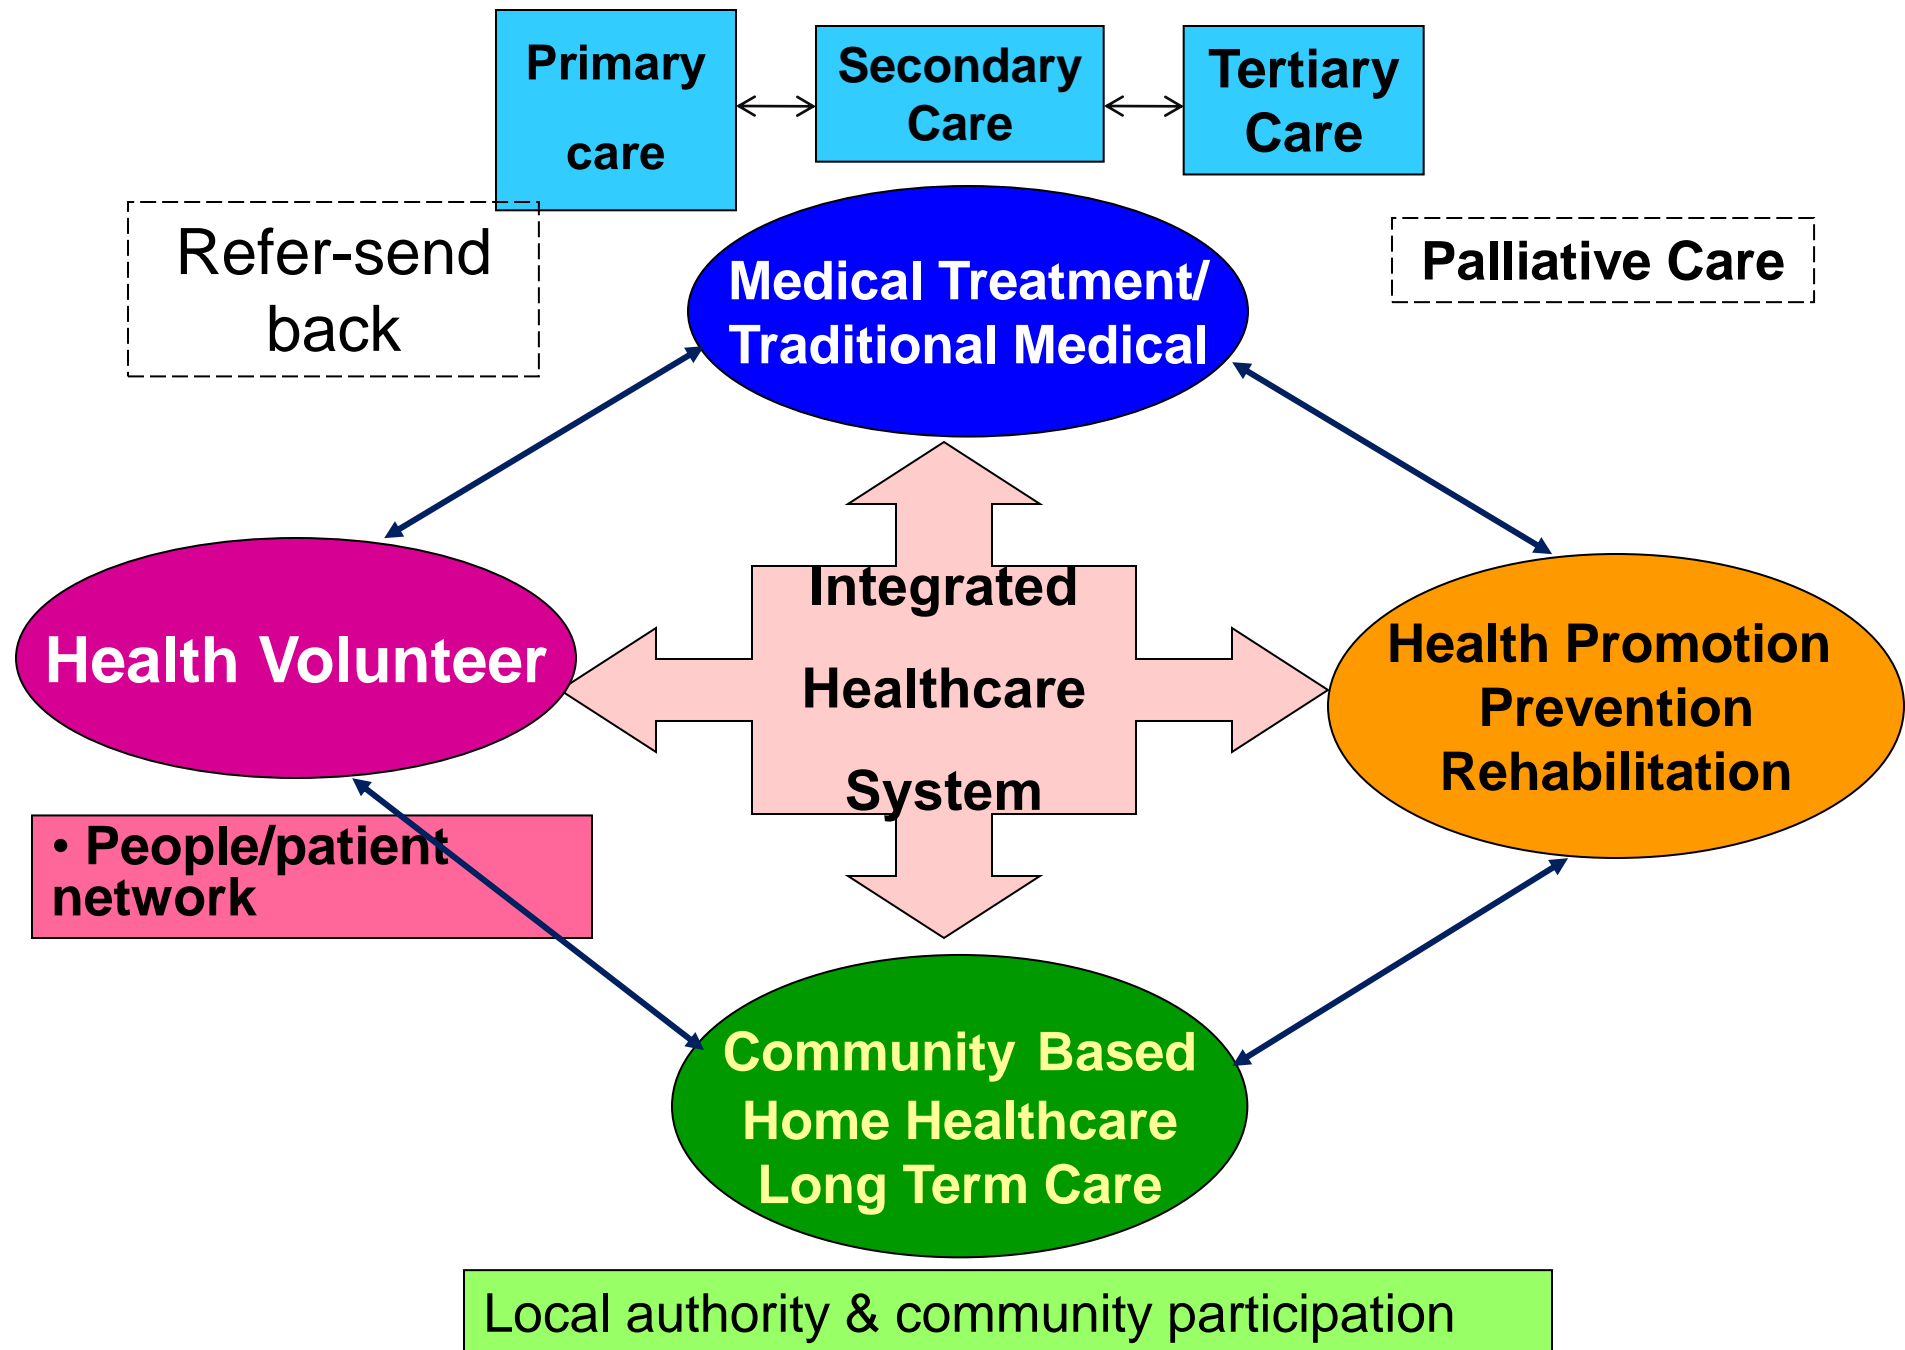 Primary
care
Secondary
Care
Tertiary
Care
Refer-send
back
Palliative Care
Medical Treatment/
Traditional Medical
Health Volunteer
Integrated
Healthcare
System
Health Promotion
Prevention
Rehabilitation
• People/patient
network
Community Based
Home Healthcare
Long Term Care
Local authority & community participation